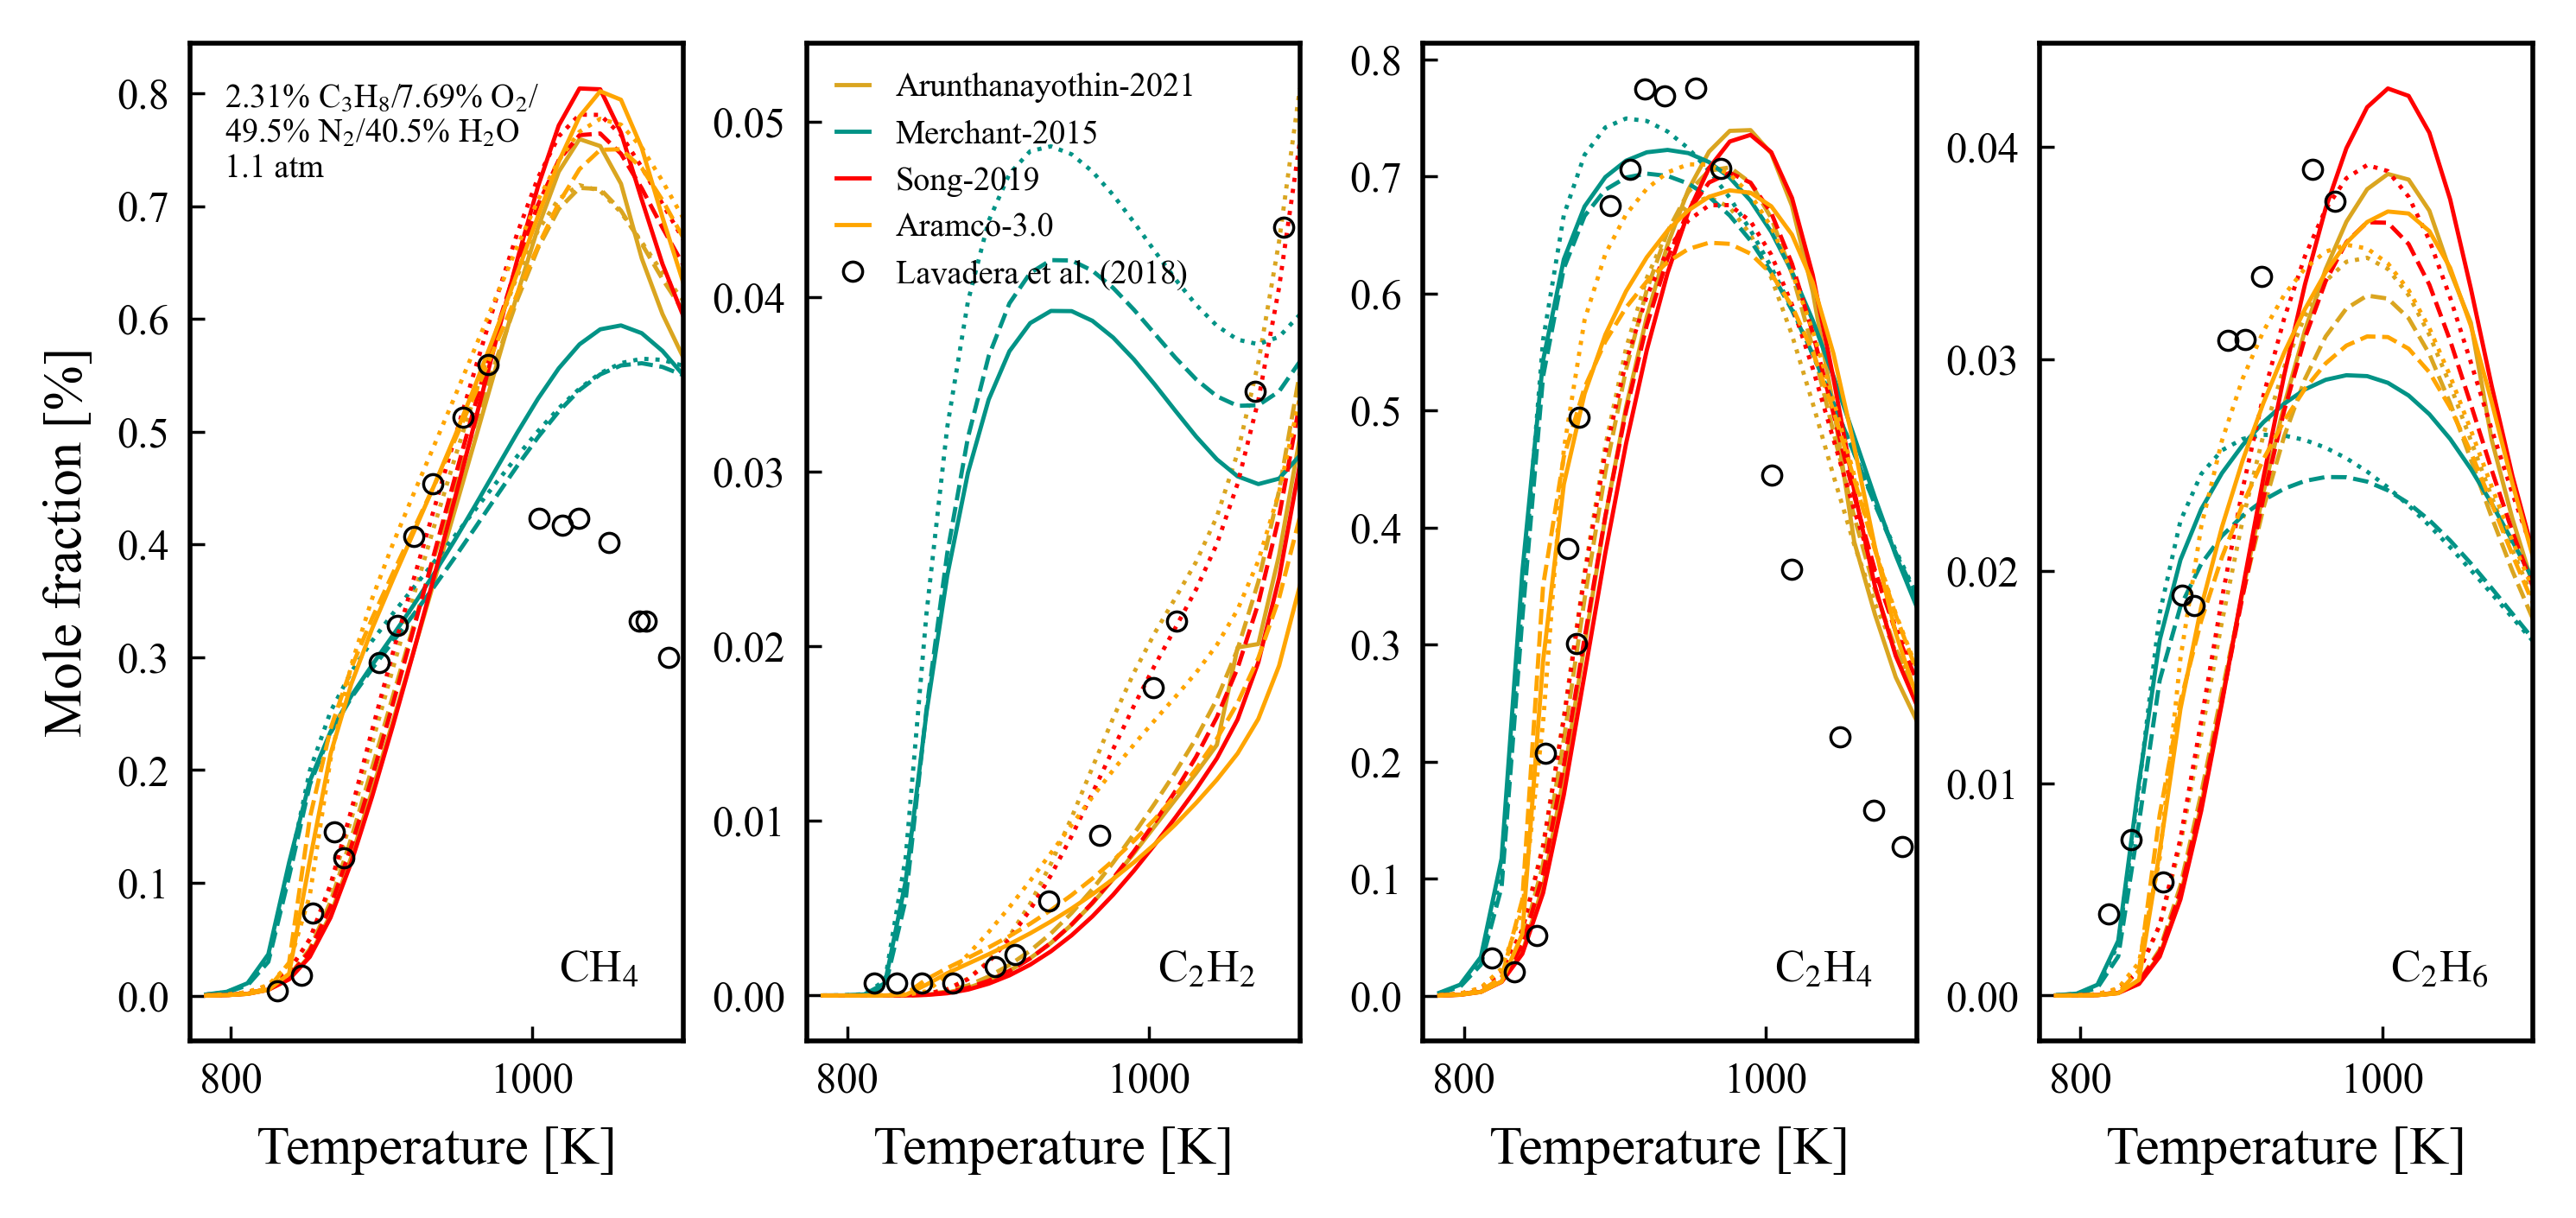 Mole fraction [%]
0.8
0.7
0.6
0.5
0.4
0.3
0.2
0.1
0.0
2.31% C₃H₈/7.69% O₂/
49.5% N₂/40.5% H₂O
1.1 atm
CH₄
800 1000
Temperature [K]
0.05
0.04
0.03
0.02
0.01
0.00
Arunthanayothin-2021
Merchant-2015
Song-2019
Aramco-3.0
Lavadera et al. (2018)
C₂H₂
800 1000
Temperature [K]
0.8
0.7
0.6
0.5
0.4
0.3
0.2
0.1
0.0
C₂H₄
800 1000
Temperature [K]
0.04
0.03
0.02
0.01
0.00
C₂H₆
800 1000
Temperature [K]